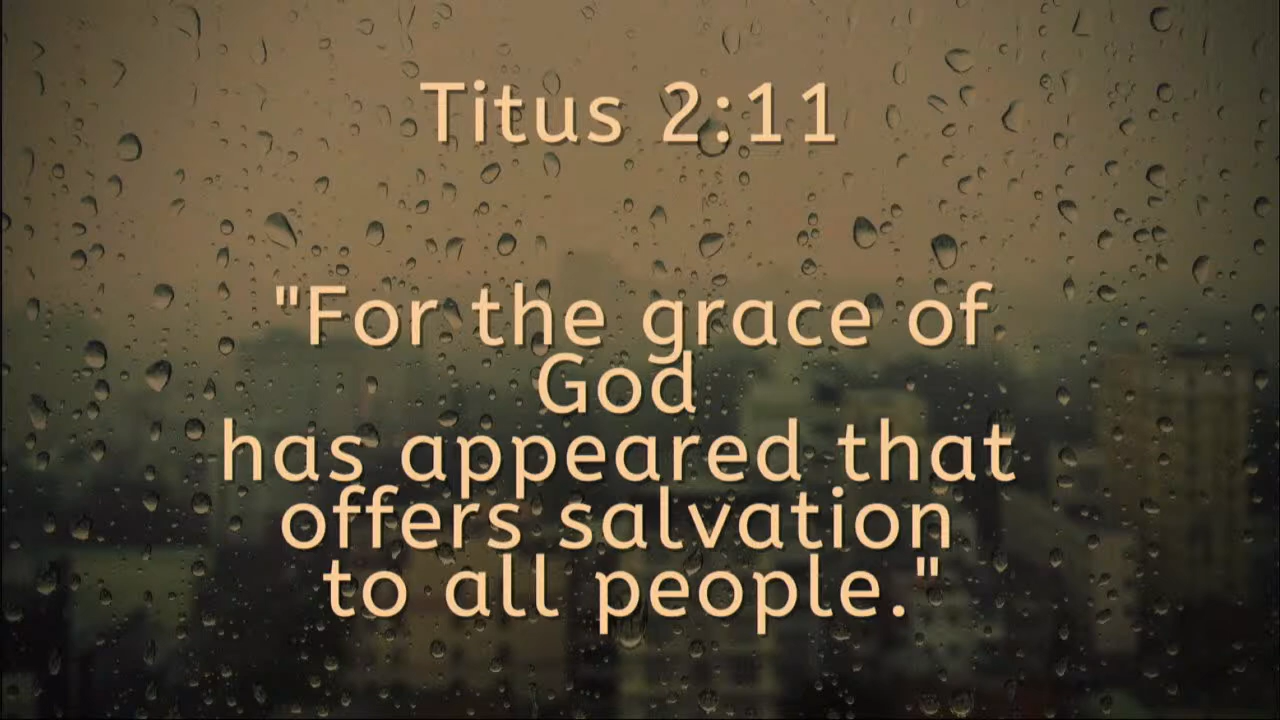 Titus 2:11
"For the grace of
God
has appeared that
offers salvation
to all people."